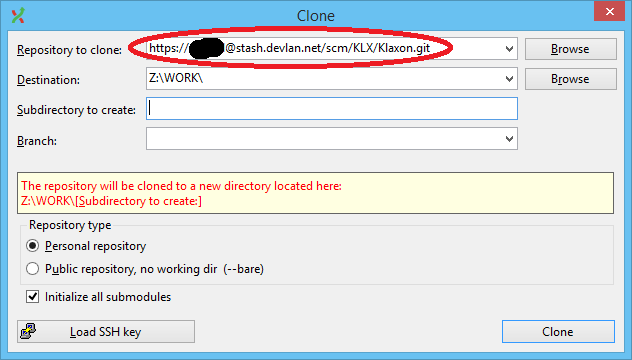 Clone
Repository to clone: https:// @stash.devlan.net/scm/KLX/Klaxon.git Browse
Destination: Z:\WORK\ Browse
Subdirectory to create:
Branch:
The repository will be cloned to a new directory located here:
Z:\WORK\[Subdirectory to create:]
Repository type
Personal repository
Public repository, no working dir (--bare)
Initialize all submodules
Load SSH key Clone